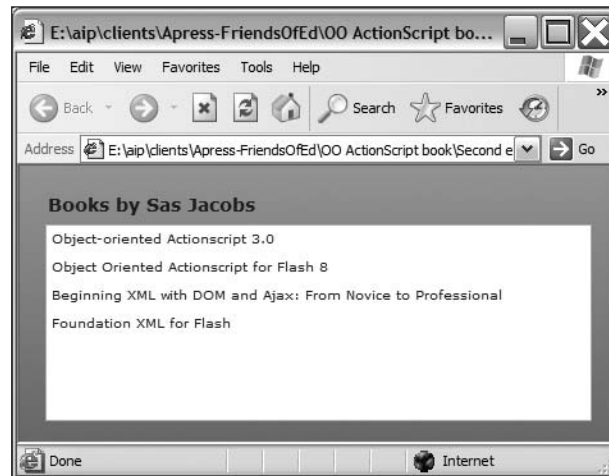 E:\aip\clients\Apress-FriendsOfEd\OO ActionScript bo...
File Edit View Favorites Tools Help
Back Search Favorites »
Address E:\aip\clients\Apress-FriendsOfEd\OO ActionScript book\Second e Go
Books by Sas Jacobs
Object-oriented Actionscript 3.0
Object Oriented Actionscript for Flash 8
Beginning XML with DOM and Ajax: From Novice to Professional
Foundation XML for Flash
Done Internet